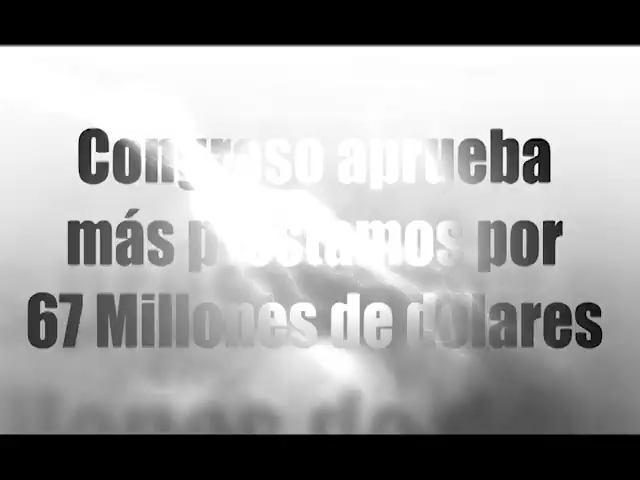 Congreso aprueba
más préstamos por
67 Millones de dólares